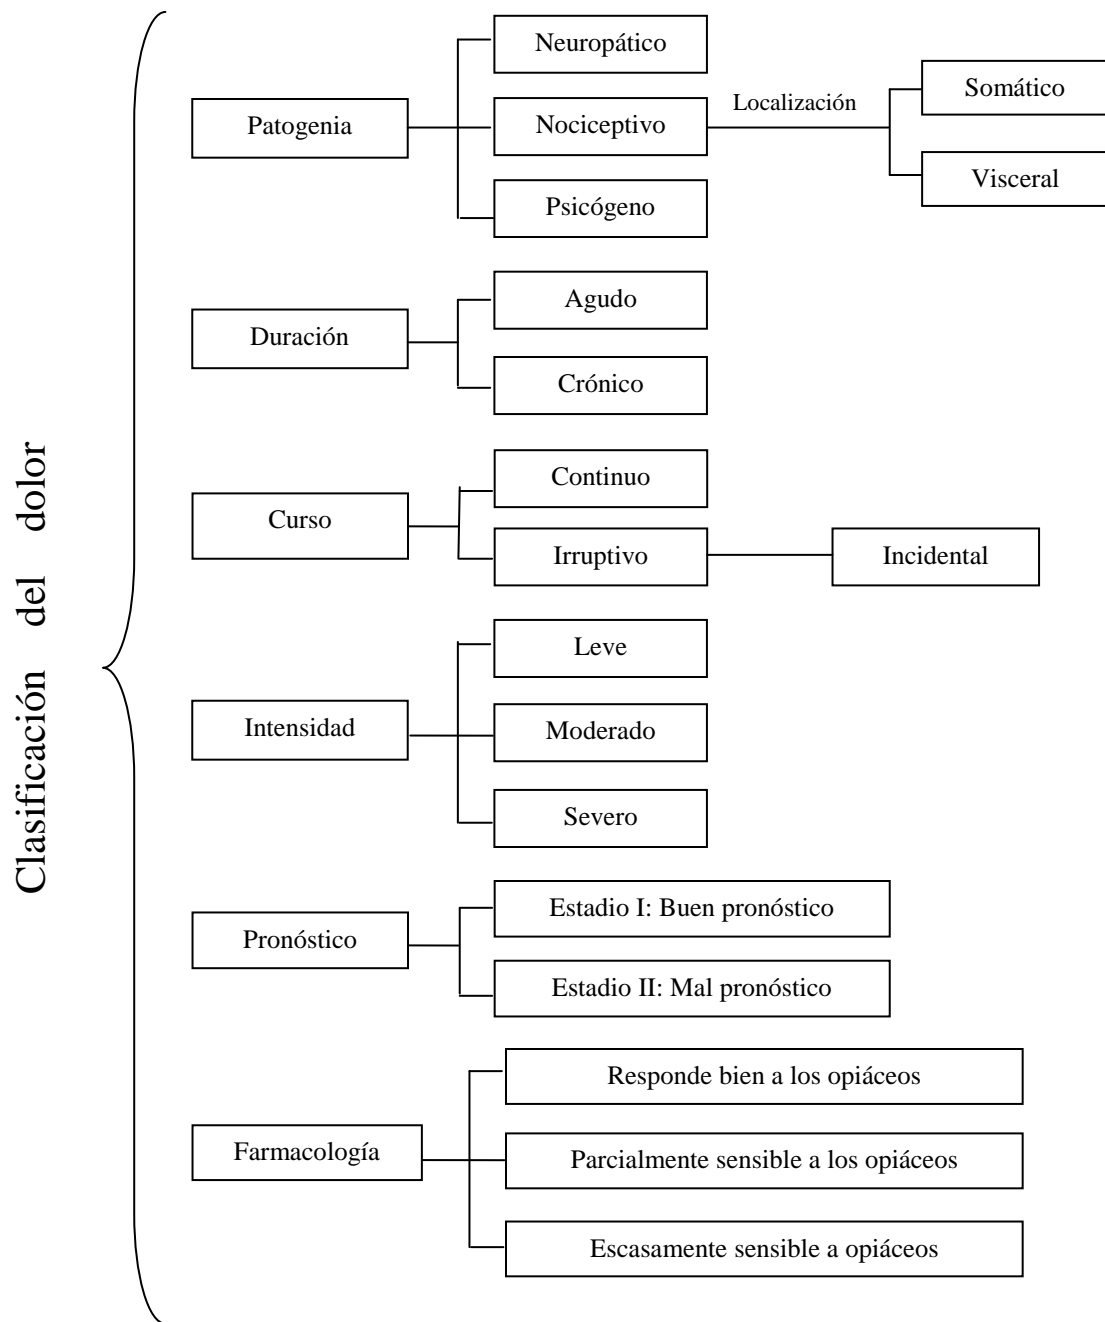 Clasificación del dolor
Patogenia
Neuropático
Nociceptivo
Localización
Somático
Visceral
Psicógeno
Duración
Agudo
Crónico
Curso
Continuo
Irruptivo
Incidental
Intensidad
Leve
Moderado
Severo
Pronóstico
Estadio I: Buen pronóstico
Estadio II: Mal pronóstico
Farmacología
Responde bien a los opiáceos
Parcialmente sensible a los opiáceos
Escasamente sensible a opiáceos